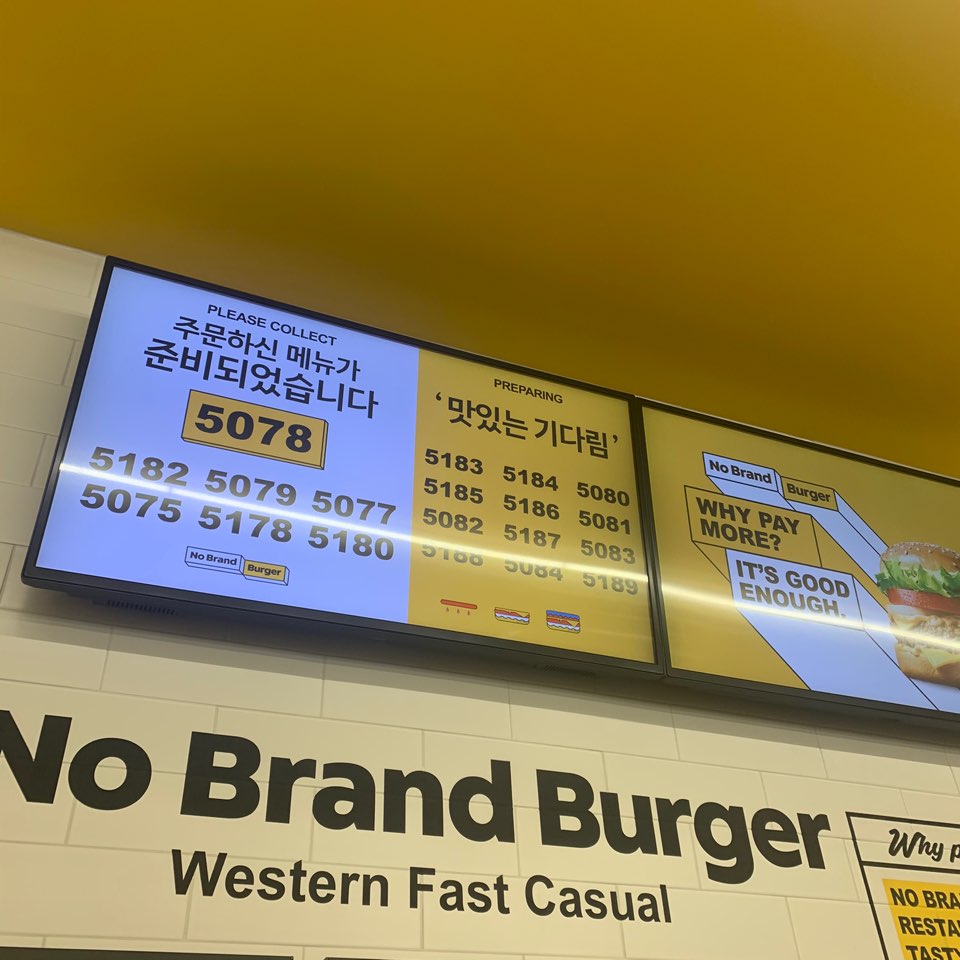 PLEASE COLLECT
주문하신 메뉴가
준비되었습니다
5078
5182 5079 5077
5075 5178 5180
No Brand Burger
PREPARING
‘맛있는 기다림’
5183 5184 5080
5185 5186 5081
5082 5187 5083
5188 5084 5189
No Brand Burger
WHY PAY
MORE?
IT'S GOOD
ENOUGH.
No Brand Burger
Western Fast Casual
Why
NO